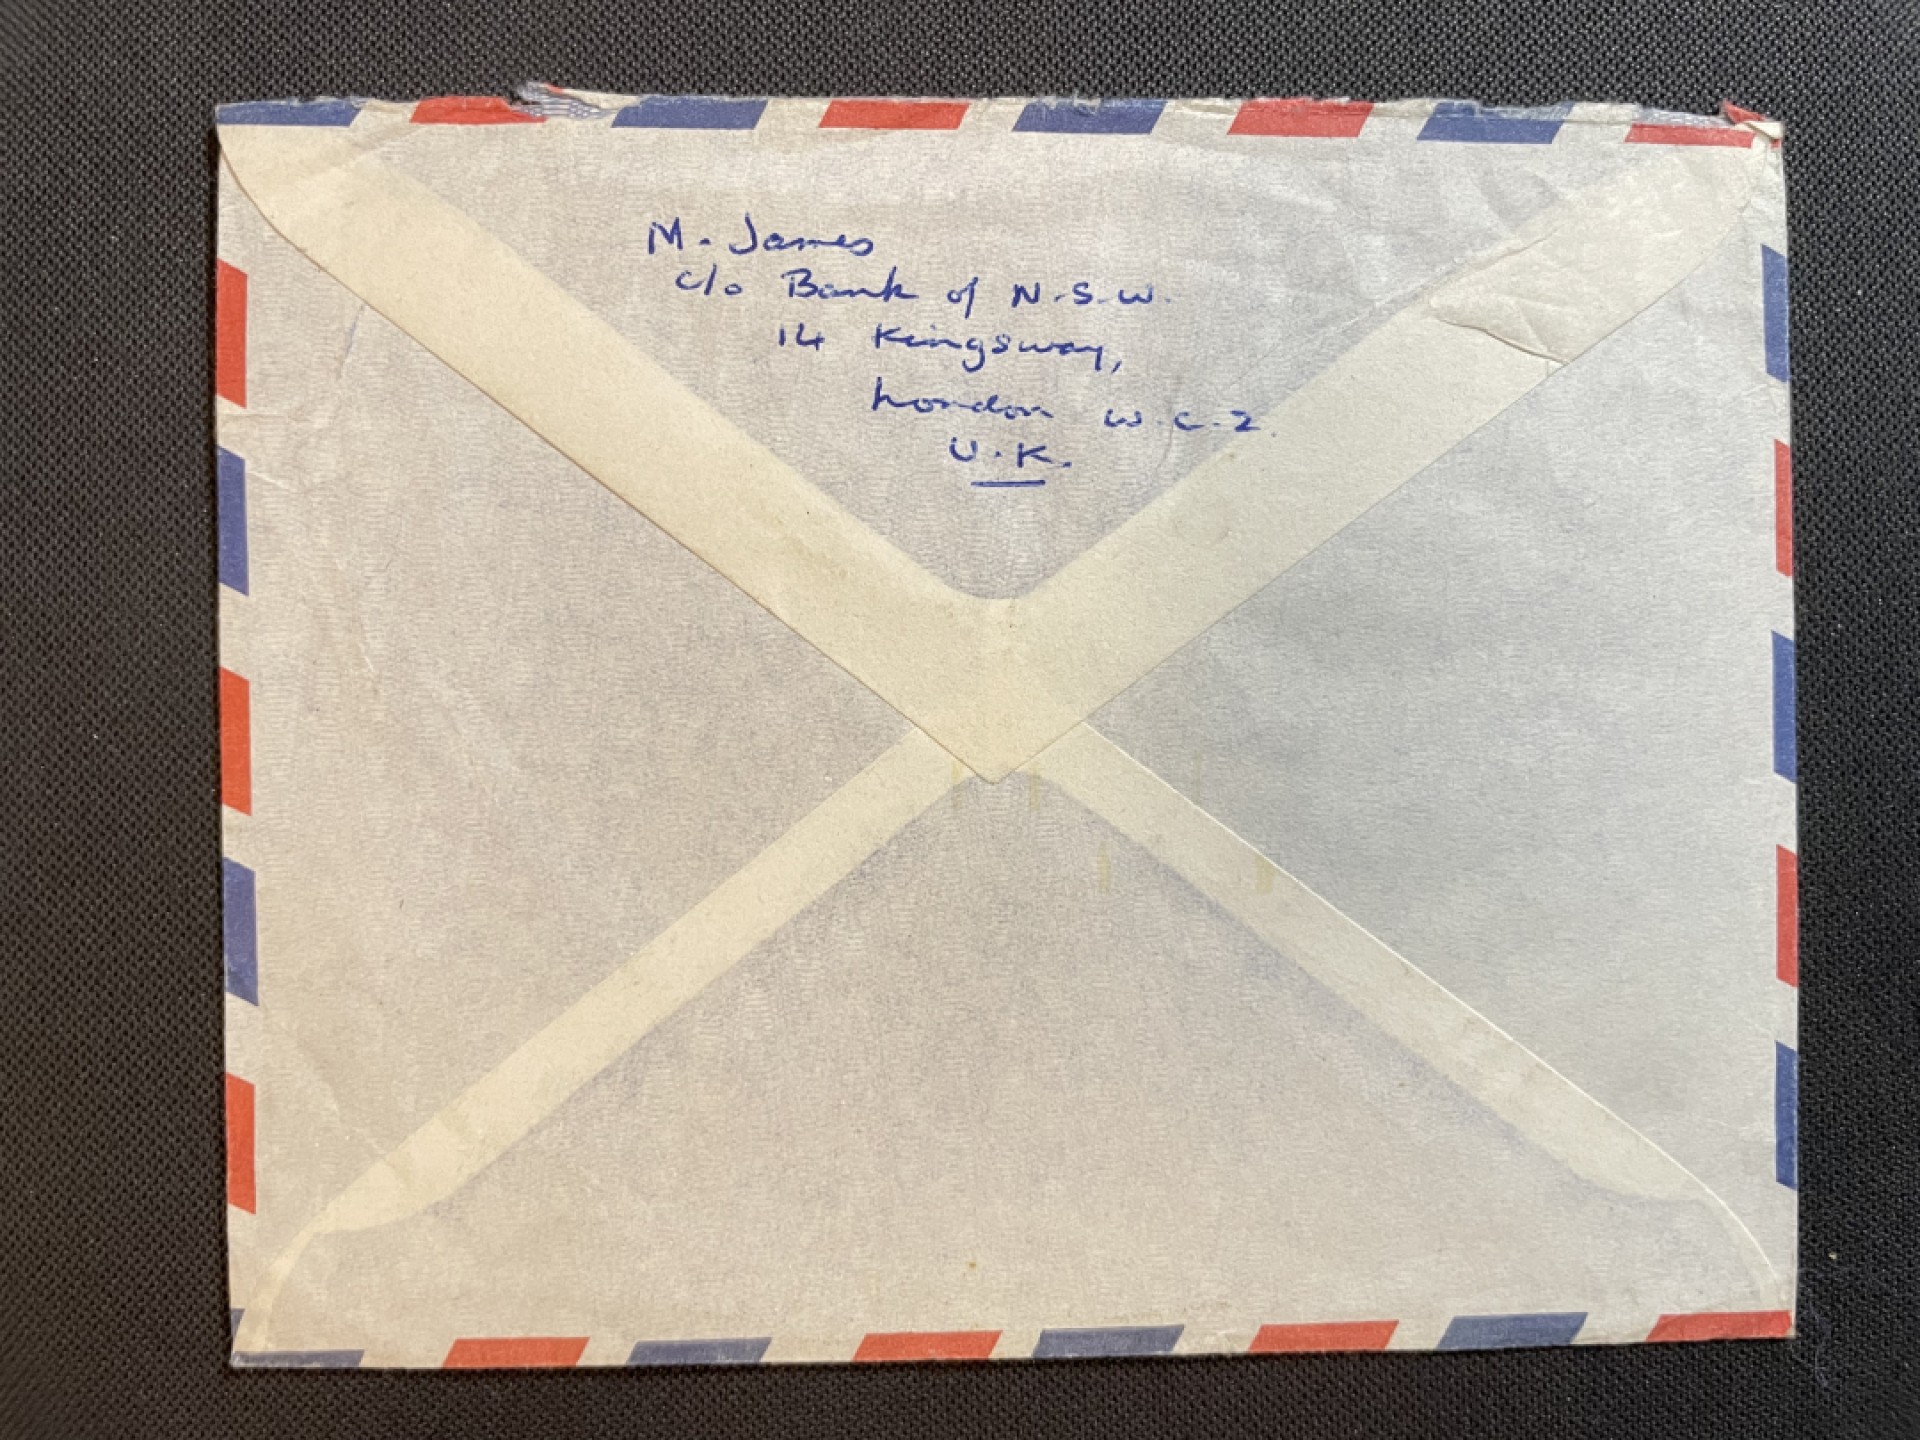 M. James
c/o Bank of N.S.W.
14 Kingsway,
London W.C.2.
U.K.